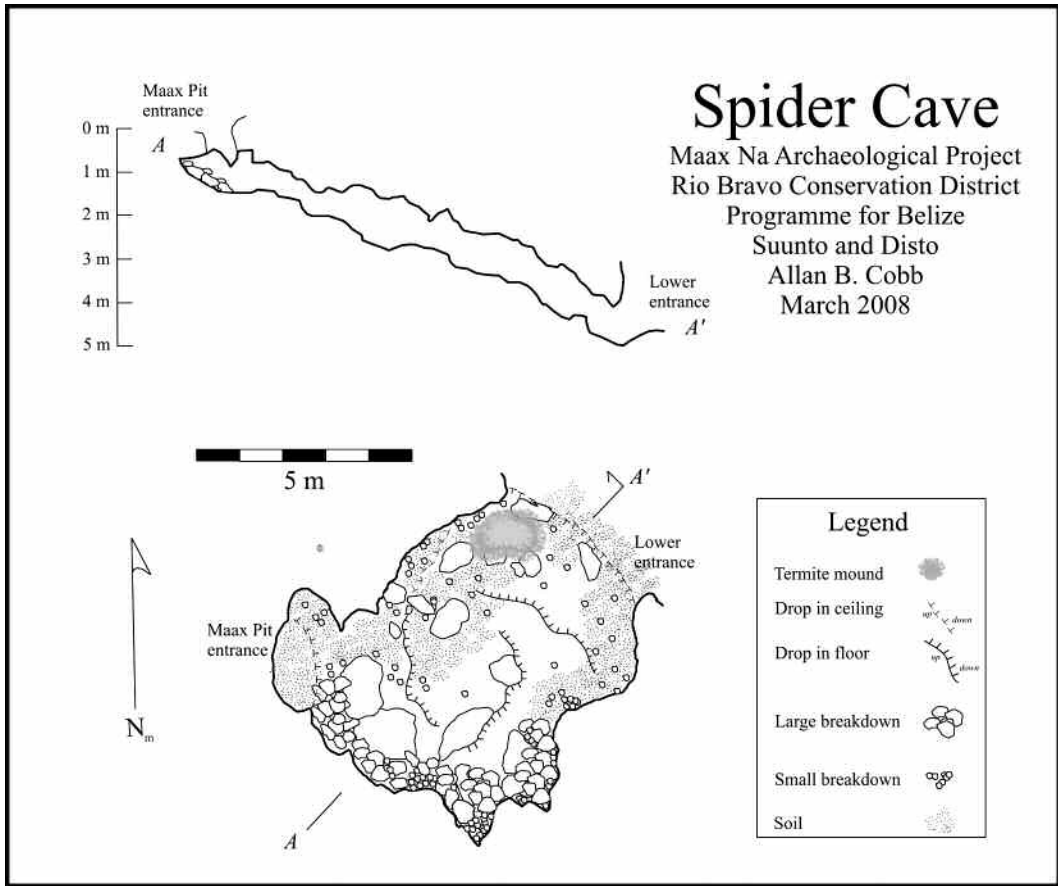 Spider Cave
Maax Na Archaeological Project
Rio Bravo Conservation District
Programme for Belize
Suunto and Disto
Allan B. Cobb
March 2008
Maax Pit
entrance
0 m
1 m
2 m
3 m
4 m
5 m
A
Lower
entrance
A'
5 m
A'
Lower
entrance
Maax Pit
entrance
Nm
A
Legend
Termite mound
Drop in ceiling
up
down
Drop in floor
up
down
Large breakdown
Small breakdown
Soil